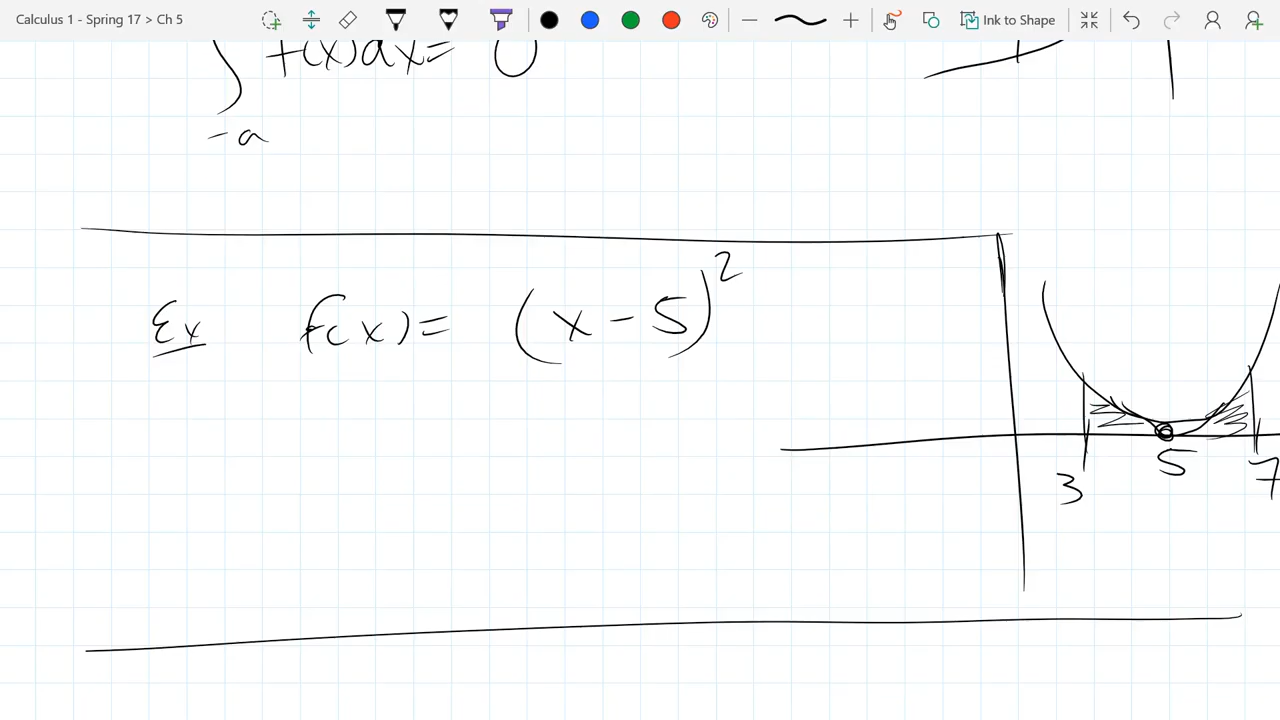 Calculus 1 - Spring 17 > Ch 5
Ink to Shape
∫ f(x)dx = 0
-a
Ex f(x) = (x - 5)²
3 5 7